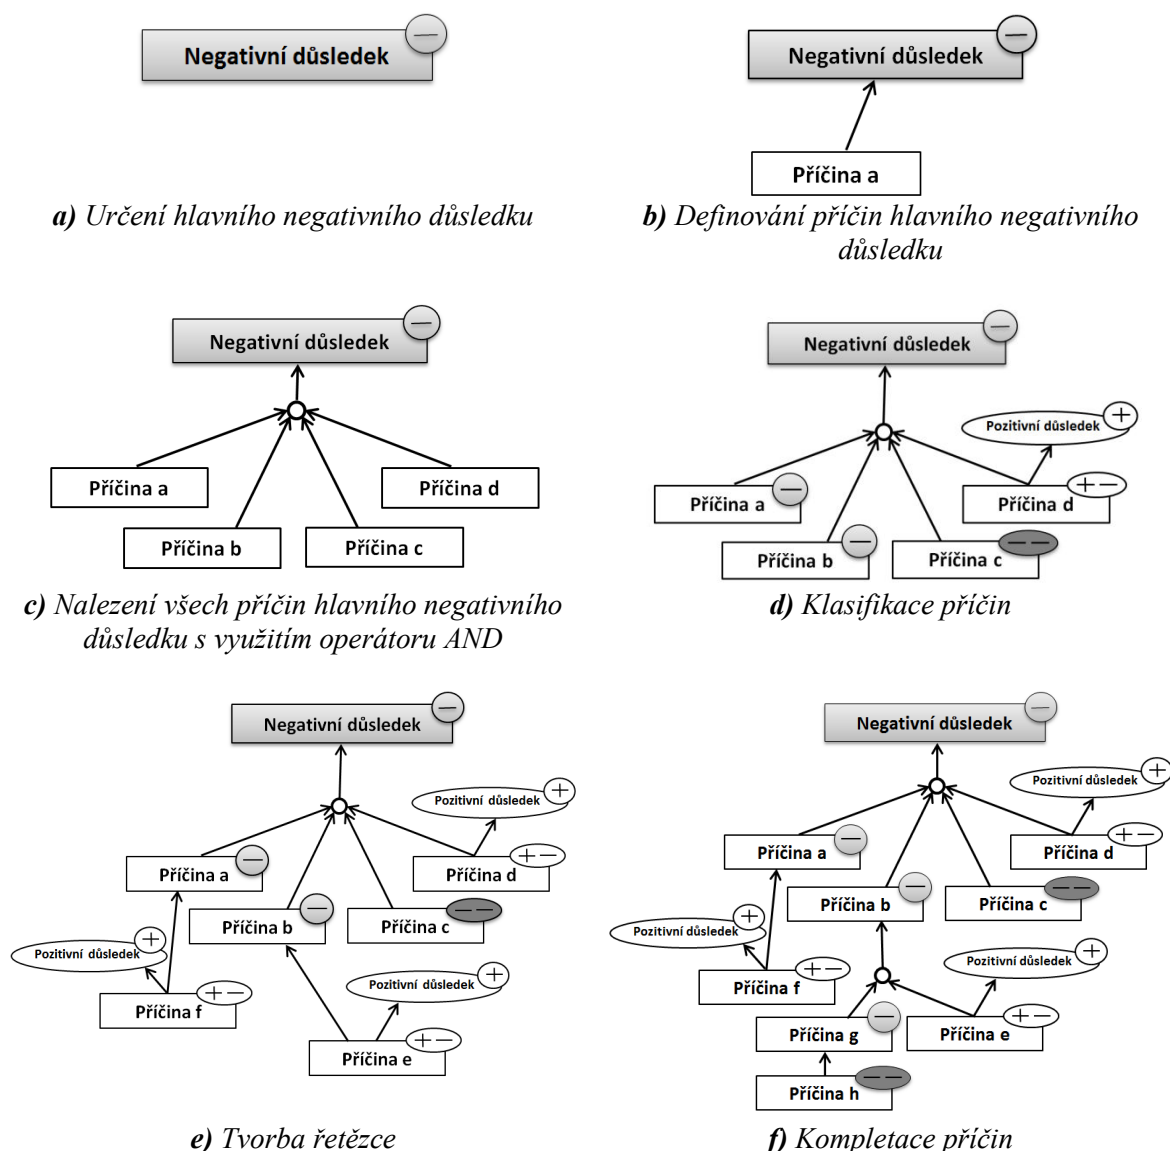 Negativní důsledek
—
a) Určení hlavního negativního důsledku
Negativní důsledek
—
Příčina a
b) Definování příčin hlavního negativního
důsledku
Negativní důsledek
—
Příčina a
Příčina d
Příčina b
Příčina c
c) Nalezení všech příčin hlavního negativního
důsledku s využitím operátoru AND
Negativní důsledek
—
Pozitivní důsledek
+
Příčina a
—
Příčina d
+ —
Příčina b
—
Příčina c
— —
d) Klasifikace příčin
Negativní důsledek
—
Pozitivní důsledek
+
Příčina a
—
Příčina d
+ —
Příčina b
—
Příčina c
— —
Pozitivní důsledek
+
Příčina f
+ —
Pozitivní důsledek
+
Příčina e
+ —
e) Tvorba řetězce
Negativní důsledek
—
Pozitivní důsledek
+
Příčina a
—
Příčina d
+ —
Příčina b
—
Příčina c
— —
Pozitivní důsledek
+
Příčina f
+ —
Pozitivní důsledek
+
Příčina g
—
Příčina e
+ —
Příčina h
— —
f) Kompletace příčin